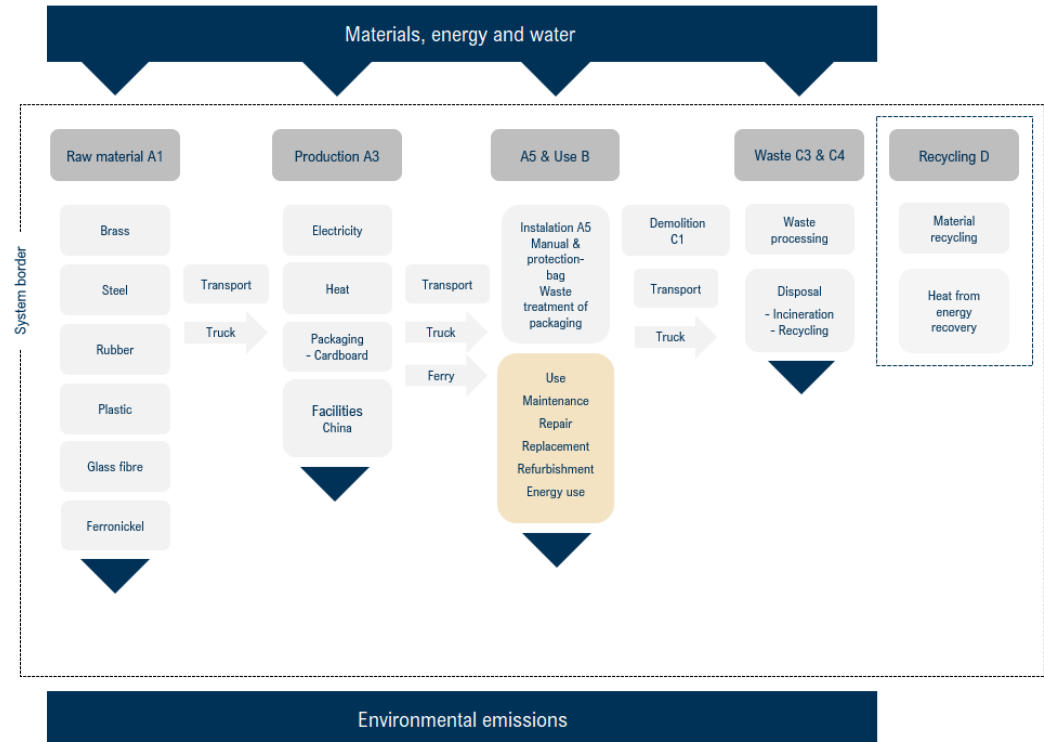 Materials, energy and water
System border
Raw material A1
Brass
Steel
Rubber
Plastic
Glass fibre
Ferronickel
Transport
Truck
Production A3
Electricity
Heat
Packaging
- Cardboard
Facilities
China
Transport
Truck
Ferry
A5 & Use B
Instalation A5
Manual &
protection-
bag
Waste
treatment of
packaging
Use
Maintenance
Repair
Replacement
Refurbishment
Energy use
Demolition
C1
Transport
Truck
Waste C3 & C4
Waste
processing
Disposal
- Incineration
- Recycling
Recycling D
Material
recycling
Heat from
energy
recovery
Environmental emissions